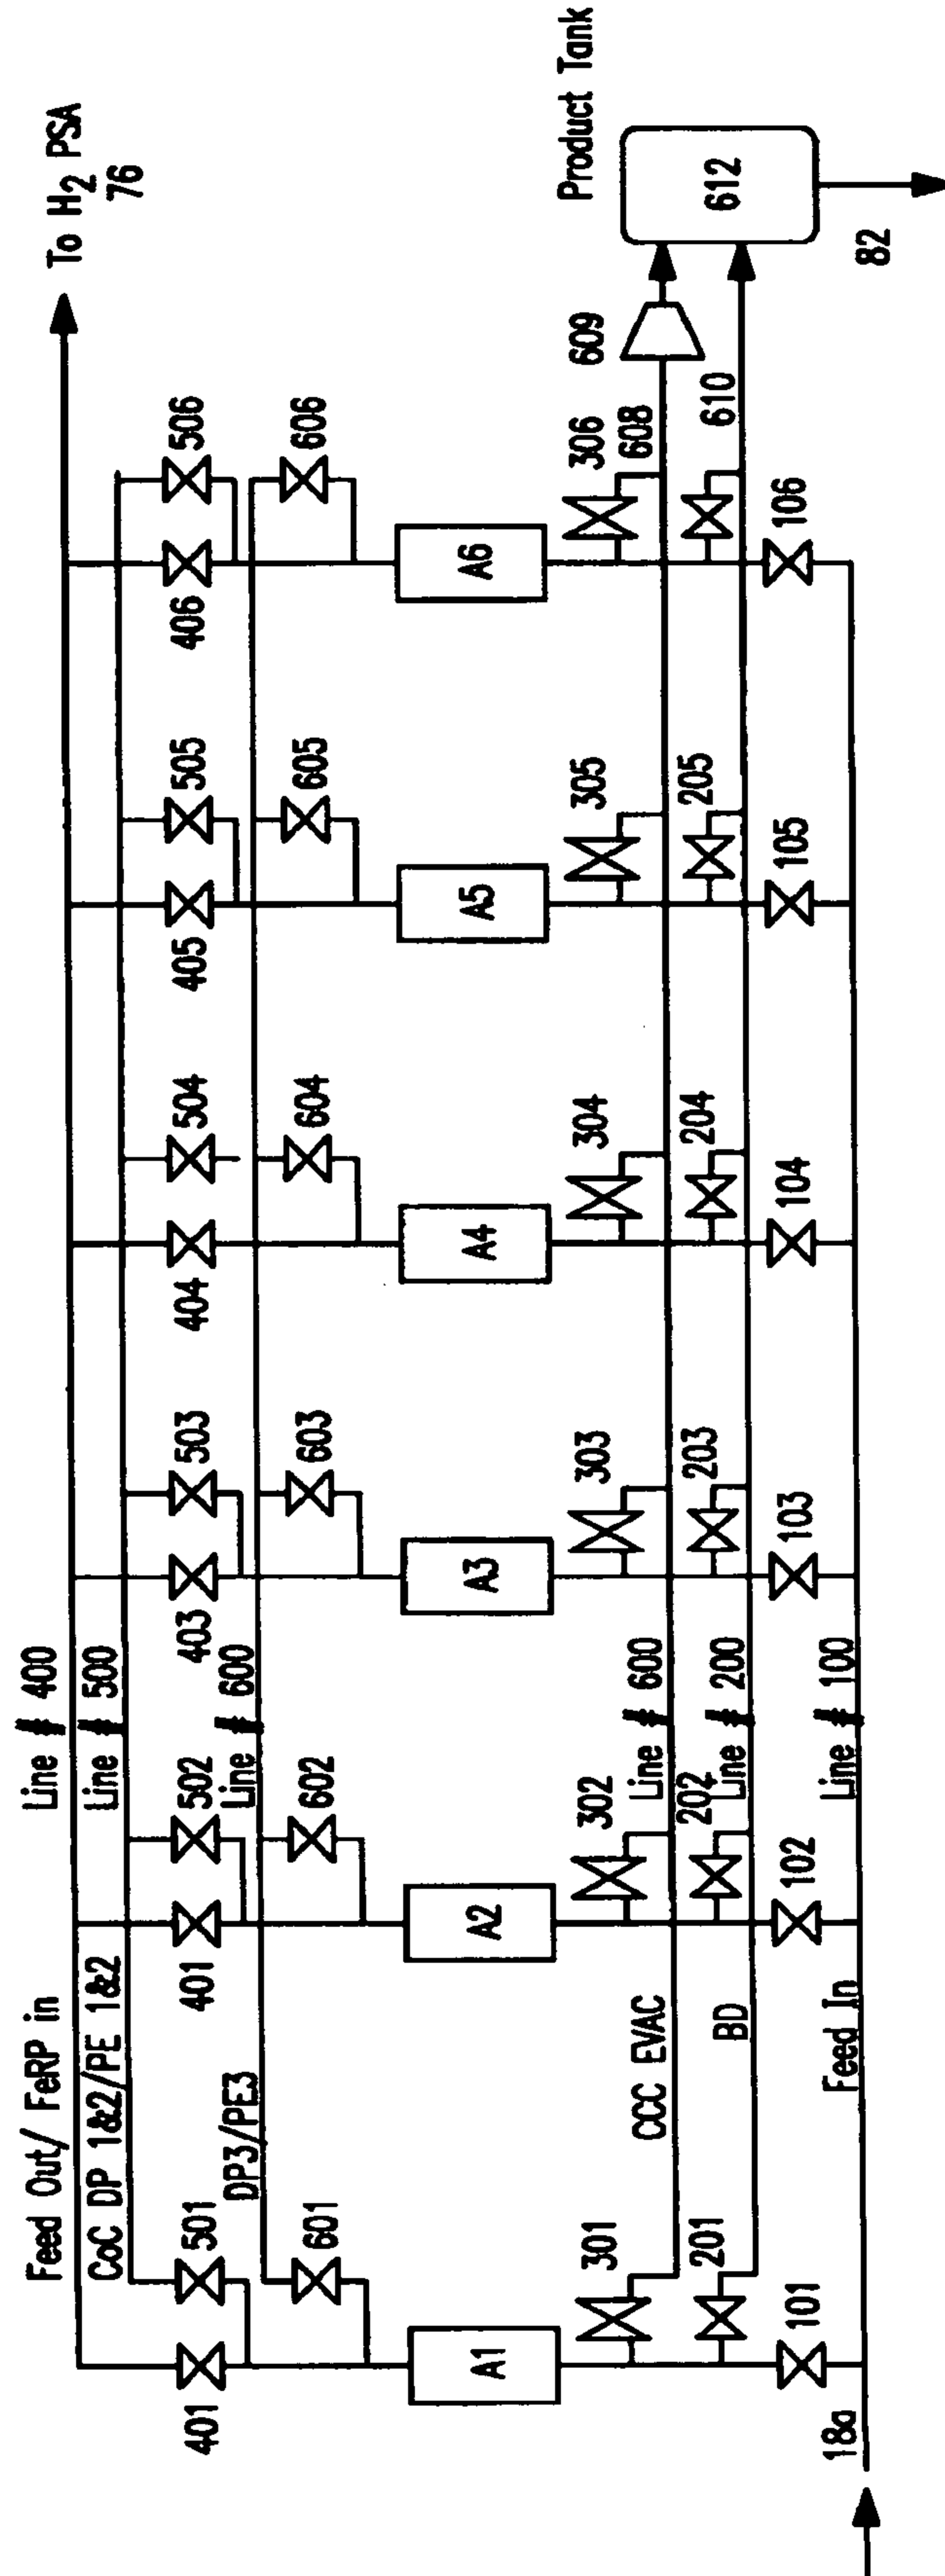 To H2 PSA
76
Line # 400
Feed Out/ FeRP in
Line # 500
CoC DP 1&2/PE 1&2
Line # 600
DP3/PE3
401
501
601
401
502
602
403
503
603
404
504
604
405
505
605
406
506
606
A1
A2
A3
A4
A5
A6
Product Tank
612
82
609
608
610
301
302
303
304
305
306
CCC EVAC
Line # 600
201
202
203
204
205
BD
Line # 200
101
102
103
104
105
106
18a
Feed In
Line # 100